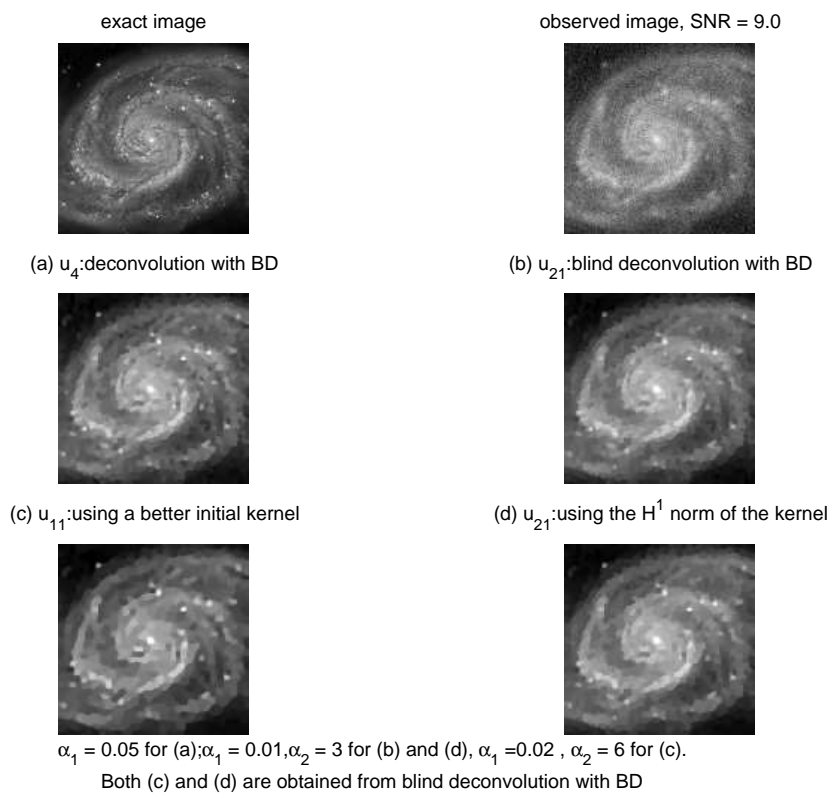 exact image
observed image, SNR = 9.0
(a) u₄:deconvolution with BD
(b) u₂₁:blind deconvolution with BD
(c) u₁₁:using a better initial kernel
(d) u₂₁:using the H¹ norm of the kernel
α₁ = 0.05 for (a);α₁ = 0.01,α₂ = 3 for (b) and (d), α₁ =0.02 , α₂ = 6 for (c).
Both (c) and (d) are obtained from blind deconvolution with BD